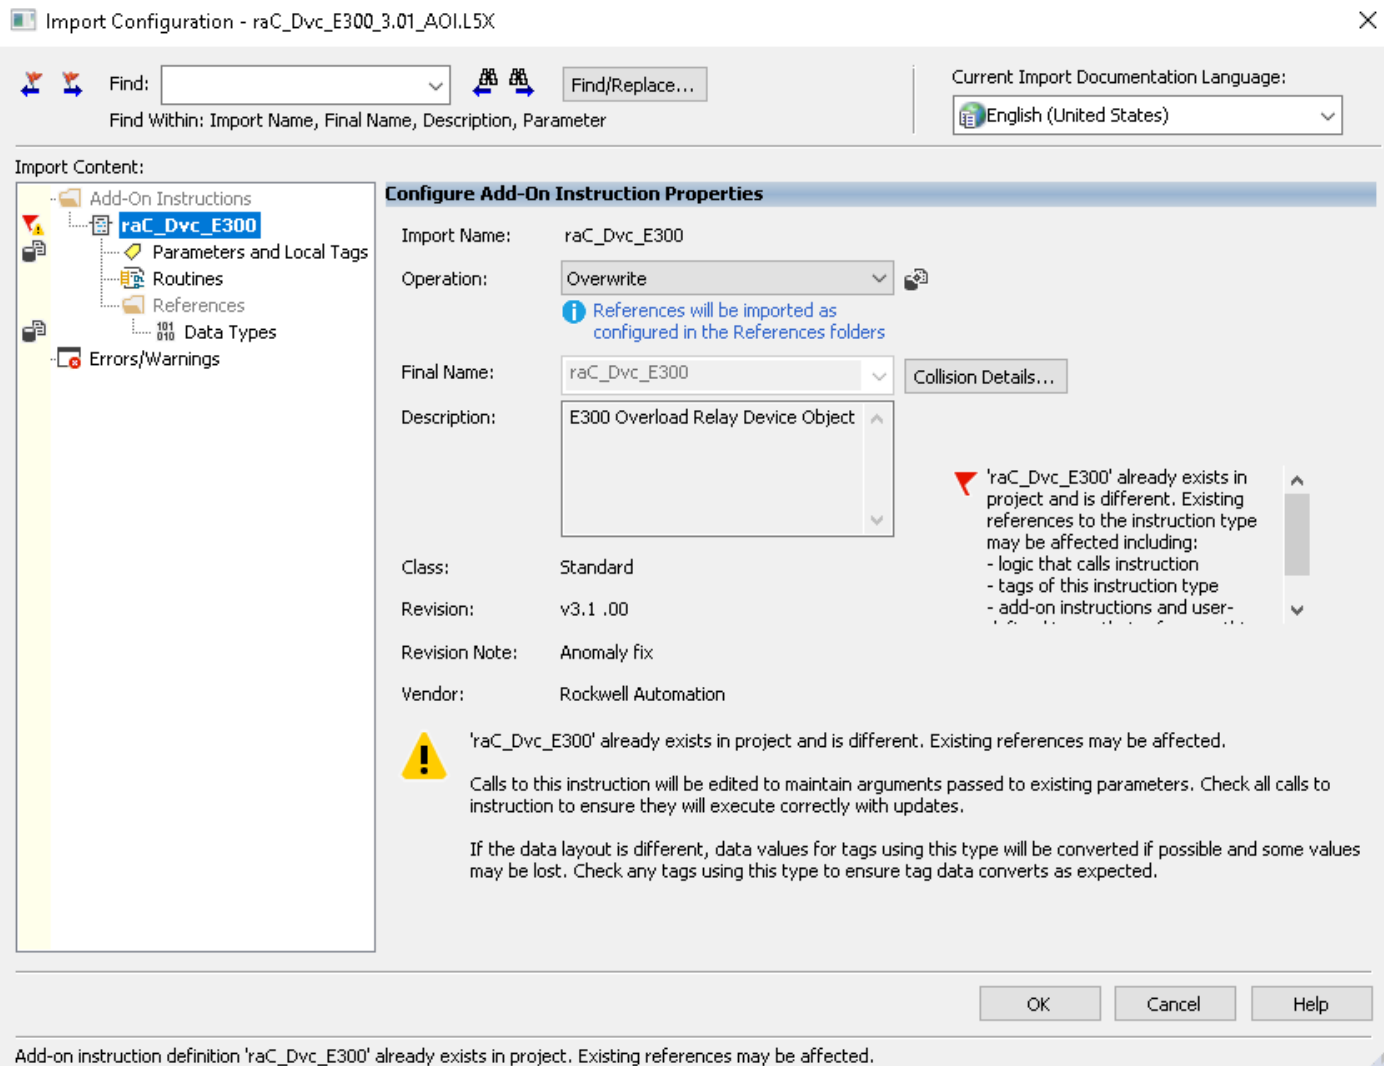 Import Configuration - raC_Dvc_E300_3.01_AOI.L5X
Find:
Find/Replace...
Find Within: Import Name, Final Name, Description, Parameter
Current Import Documentation Language:
English (United States)
Import Content:
Add-On Instructions
raC_Dvc_E300
Parameters and Local Tags
Routines
References
101
010
Data Types
Errors/Warnings
Configure Add-On Instruction Properties
Import Name: raC_Dvc_E300
Operation: Overwrite
References will be imported as
configured in the References folders
Final Name: raC_Dvc_E300
Collision Details...
Description: E300 Overload Relay Device Object
'raC_Dvc_E300' already exists in
project and is different. Existing
references to the instruction type
may be affected including:
- logic that calls instruction
- tags of this instruction type
- add-on instructions and user-
Class: Standard
Revision: v3.1 .00
Revision Note: Anomaly fix
Vendor: Rockwell Automation
'raC_Dvc_E300' already exists in project and is different. Existing references may be affected.
Calls to this instruction will be edited to maintain arguments passed to existing parameters. Check all calls to
instruction to ensure they will execute correctly with updates.
If the data layout is different, data values for tags using this type will be converted if possible and some values
may be lost. Check any tags using this type to ensure tag data converts as expected.
OK
Cancel
Help
Add-on instruction definition 'raC_Dvc_E300' already exists in project. Existing references may be affected.